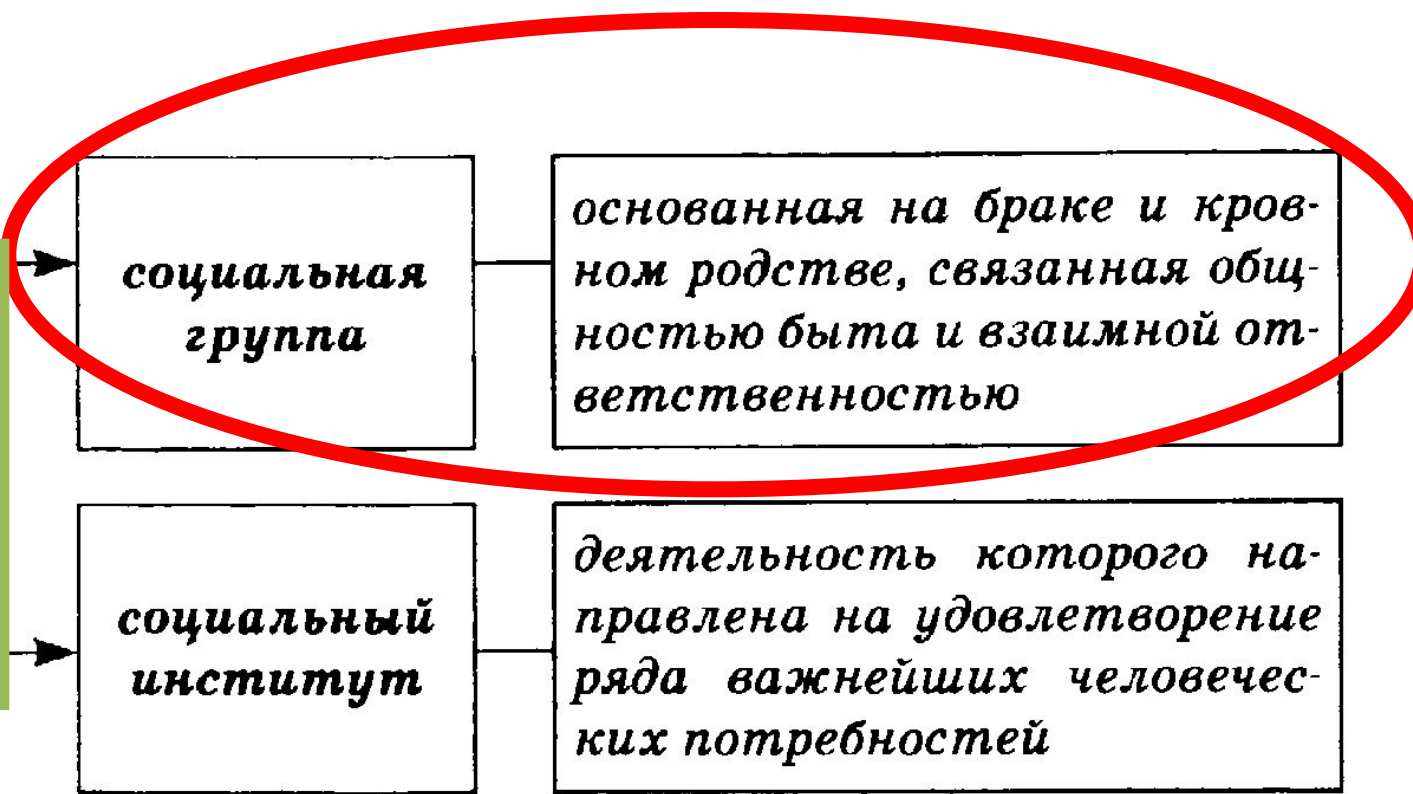 социальная
группа
основанная на браке и кров-
ном родстве, связанная общ-
ностью быта и взаимной от-
ветственностью
социальный
институт
деятельность которого на-
правлена на удовлетворение
ряда важнейших человечес-
ких потребностей